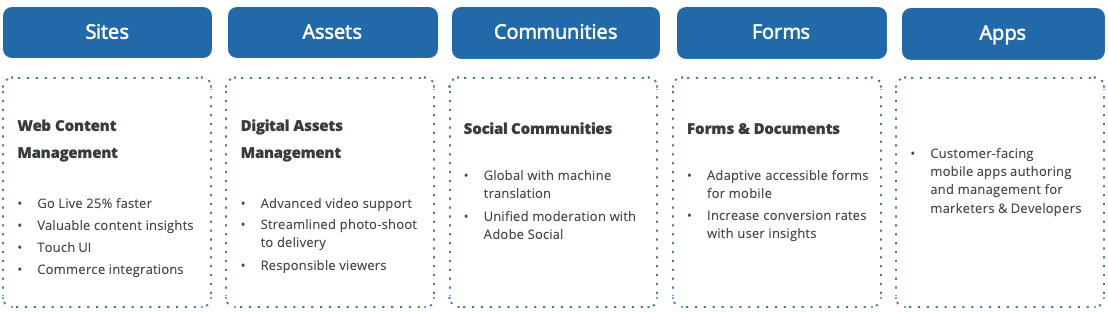 Sites
Web Content
Management
• Go Live 25% faster
• Valuable content insights
• Touch UI
• Commerce integrations
Assets
Digital Assets
Management
• Advanced video support
• Streamlined photo-shoot
to delivery
• Responsible viewers
Communities
Social Communities
• Global with machine
translation
• Unified moderation with
Adobe Social
Forms
Forms & Documents
• Adaptive accessible forms
for mobile
• Increase conversion rates
with user insights
Apps
• Customer-facing
mobile apps authoring
and management for
marketers & Developers